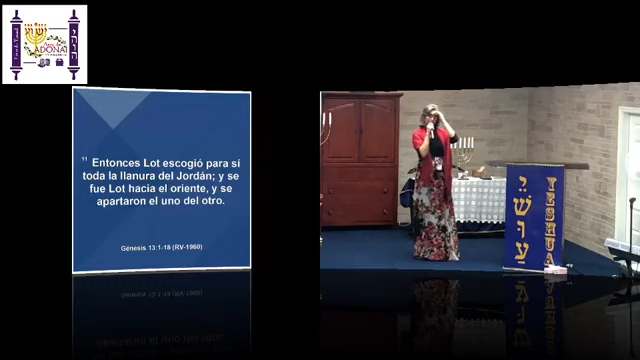 ADONAI
¹¹ Entonces Lot escogió para sí
toda la llanura del Jordán; y se
fue Lot hacia el oriente, y se
apartaron el uno del otro.
Génesis 13:1-18 (RV-1960)
YESHUA